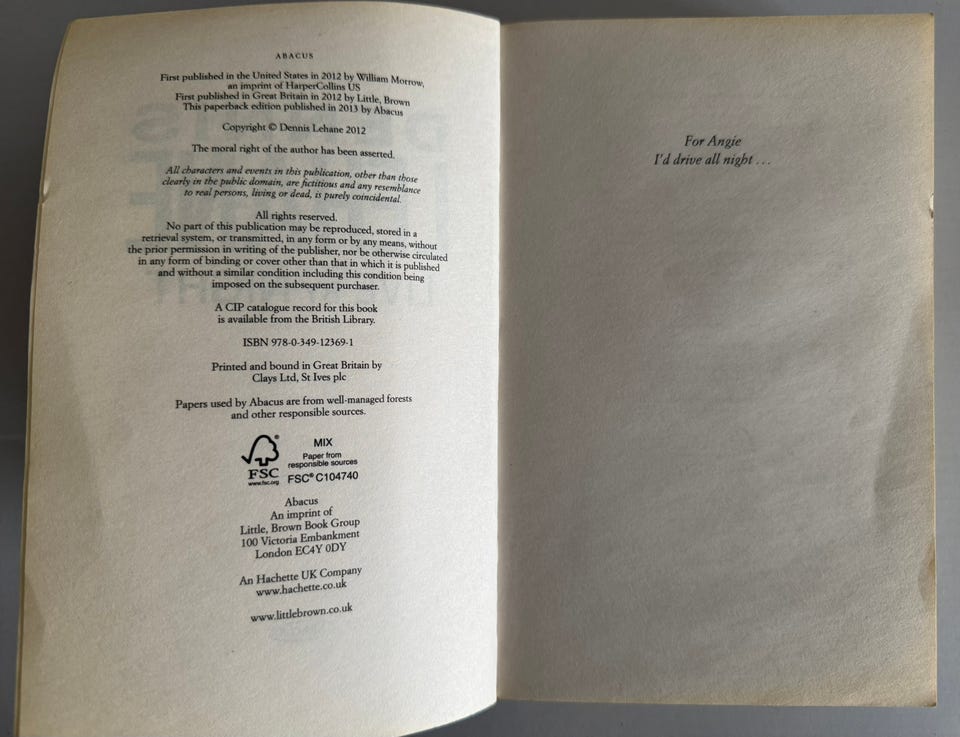 ABACUS
First published in the United States in 2012 by William Morrow,
an imprint of HarperCollins US
First published in Great Britain in 2012 by Little, Brown
This paperback edition published in 2013 by Abacus
Copyright © Dennis Lehane 2012
The moral right of the author has been asserted.
All characters and events in this publication, other than those
clearly in the public domain, are fictitious and any resemblance
to real persons, living or dead, is purely coincidental.
All rights reserved.
No part of this publication may be reproduced, stored in a
retrieval system, or transmitted, in any form or by any means, without
the prior permission in writing of the publisher, nor be otherwise circulated
in any form of binding or cover other than that in which it is published
and without a similar condition including this condition being
imposed on the subsequent purchaser.
A CIP catalogue record for this book
is available from the British Library.
ISBN 978-0-349-12369-1
Printed and bound in Great Britain by
Clays Ltd, St Ives plc
Papers used by Abacus are from well-managed forests
and other responsible sources.
®
FSC
www.fsc.org
MIX
Paper from
responsible sources
FSC® C104740
Abacus
An imprint of
Little, Brown Book Group
100 Victoria Embankment
London EC4Y 0DY
An Hachette UK Company
www.hachette.co.uk
www.littlebrown.co.uk
For Angie
I'd drive all night . . .